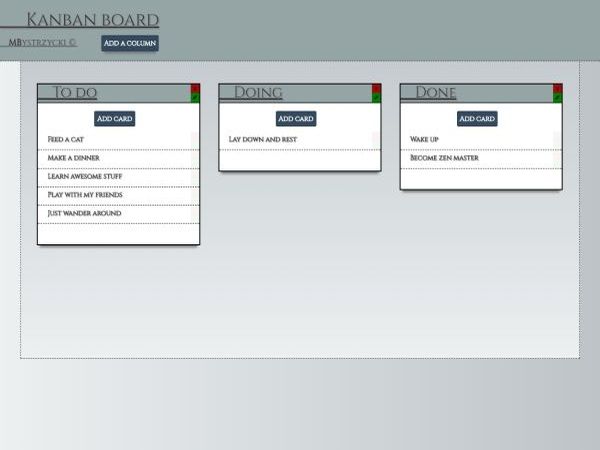 Kanban board
MBystrzycki ©
Add a column
To do
Add card
Feed a cat
Make a dinner
Learn awesome stuff
Play with my friends
Just wander around
Doing
Add card
Lay down and rest
Done
Add card
Wake up
Become zen master